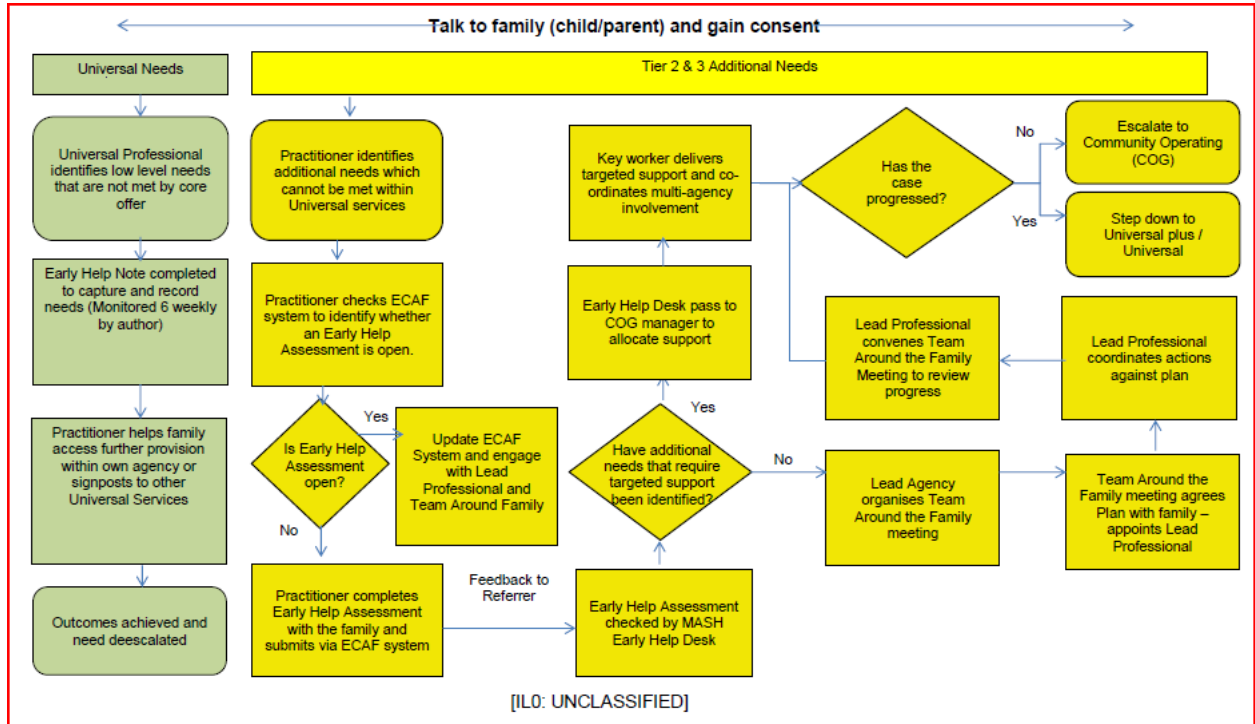 Talk to family (child/parent) and gain consent
Universal Needs
Tier 2 & 3 Additional Needs
Universal Professional
identifies low level needs
that are not met by core
offer
Early Help Note completed
to capture and record
needs (Monitored 6 weekly
by author)
Practitioner helps family
access further provision
within own agency or
signposts to other
Universal Services
Outcomes achieved and
need deescalated
Practitioner identifies
additional needs which
cannot be met within
Universal services
Practitioner checks ECAF
system to identify whether
an Early Help
Assessment is open.
Is Early Help
Assessment
open?
Yes
Update ECAF
System and engage
with Lead
Professional and
Team Around Family
No
Practitioner completes
Early Help Assessment
with the family and
submits via ECAF system
Feedback to
Referrer
Early Help Assessment
checked by MASH
Early Help Desk
Have additional
needs that require
targeted support
been identified?
Yes
Early Help Desk pass to
COG manager to
allocate support
Key worker delivers
targeted support and co-
ordinates multi-agency
involvement
No
Lead Agency
organises Team
Around the Family
meeting
Team Around the
Family meeting agrees
Plan with family –
appoints Lead
Professional
Lead Professional
coordinates actions
against plan
Lead Professional
convenes Team
Around the Family
Meeting to review
progress
Has the
case
progressed?
No
Escalate to
Community Operating
(COG)
Yes
Step down to
Universal plus /
Universal
[IL0: UNCLASSIFIED]